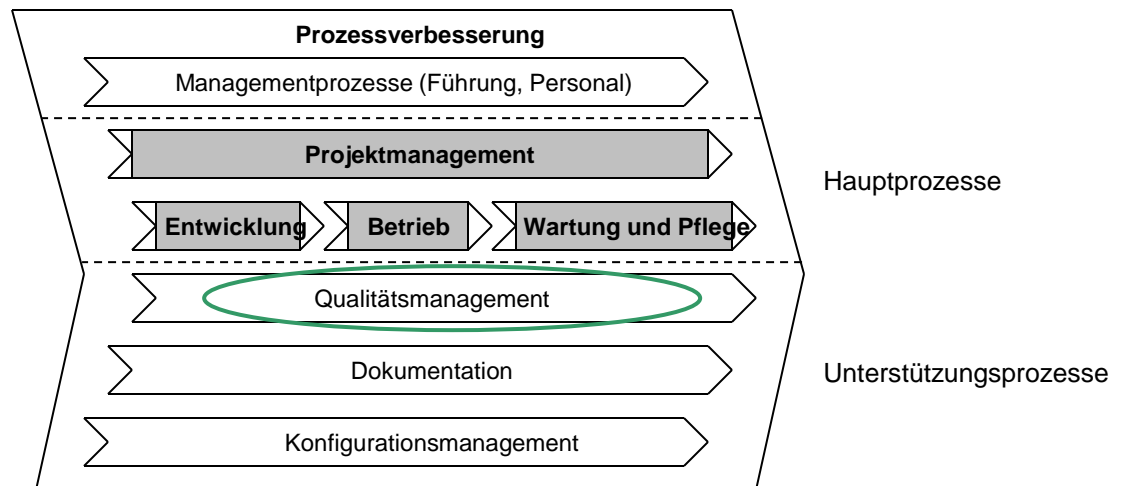 Prozessverbesserung
Managementprozesse (Führung, Personal)
Projektmanagement
Hauptprozesse
Entwicklung
Betrieb
Wartung und Pflege
Qualitätsmanagement
Dokumentation
Unterstützungsprozesse
Konfigurationsmanagement